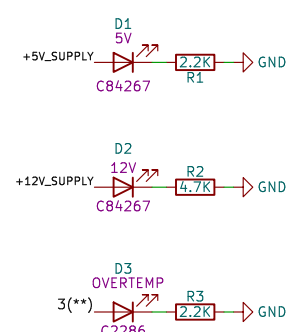 D1
5V
+5V_SUPPLY
2.2K
GND
R1
C84267
D2
12V
R2
+12V_SUPPLY
4.7K
GND
C84267
D3
OVERTEMP
R3
3(**)
2.2K
GND
C2286